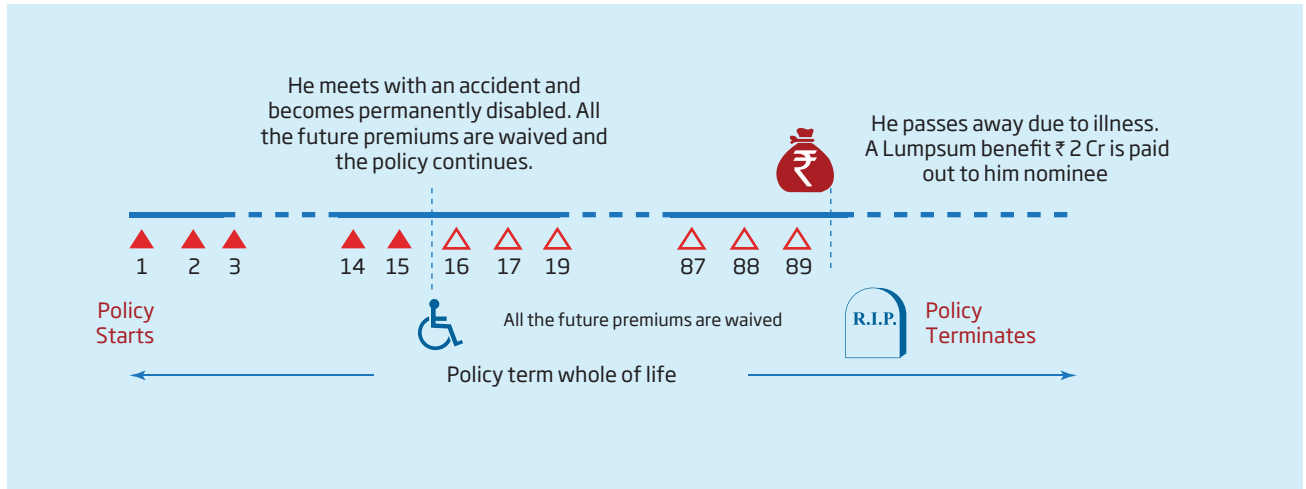 He meets with an accident and
becomes permanently disabled. All
the future premiums are waived and
the policy continues.
₹
He passes away due to illness.
A Lumpsum benefit ₹ 2 Cr is paid
out to him nominee
1 2 3 14 15 16 17 19 87 88 89
Policy
Starts
All the future premiums are waived
R.I.P.
Policy
Terminates
Policy term whole of life